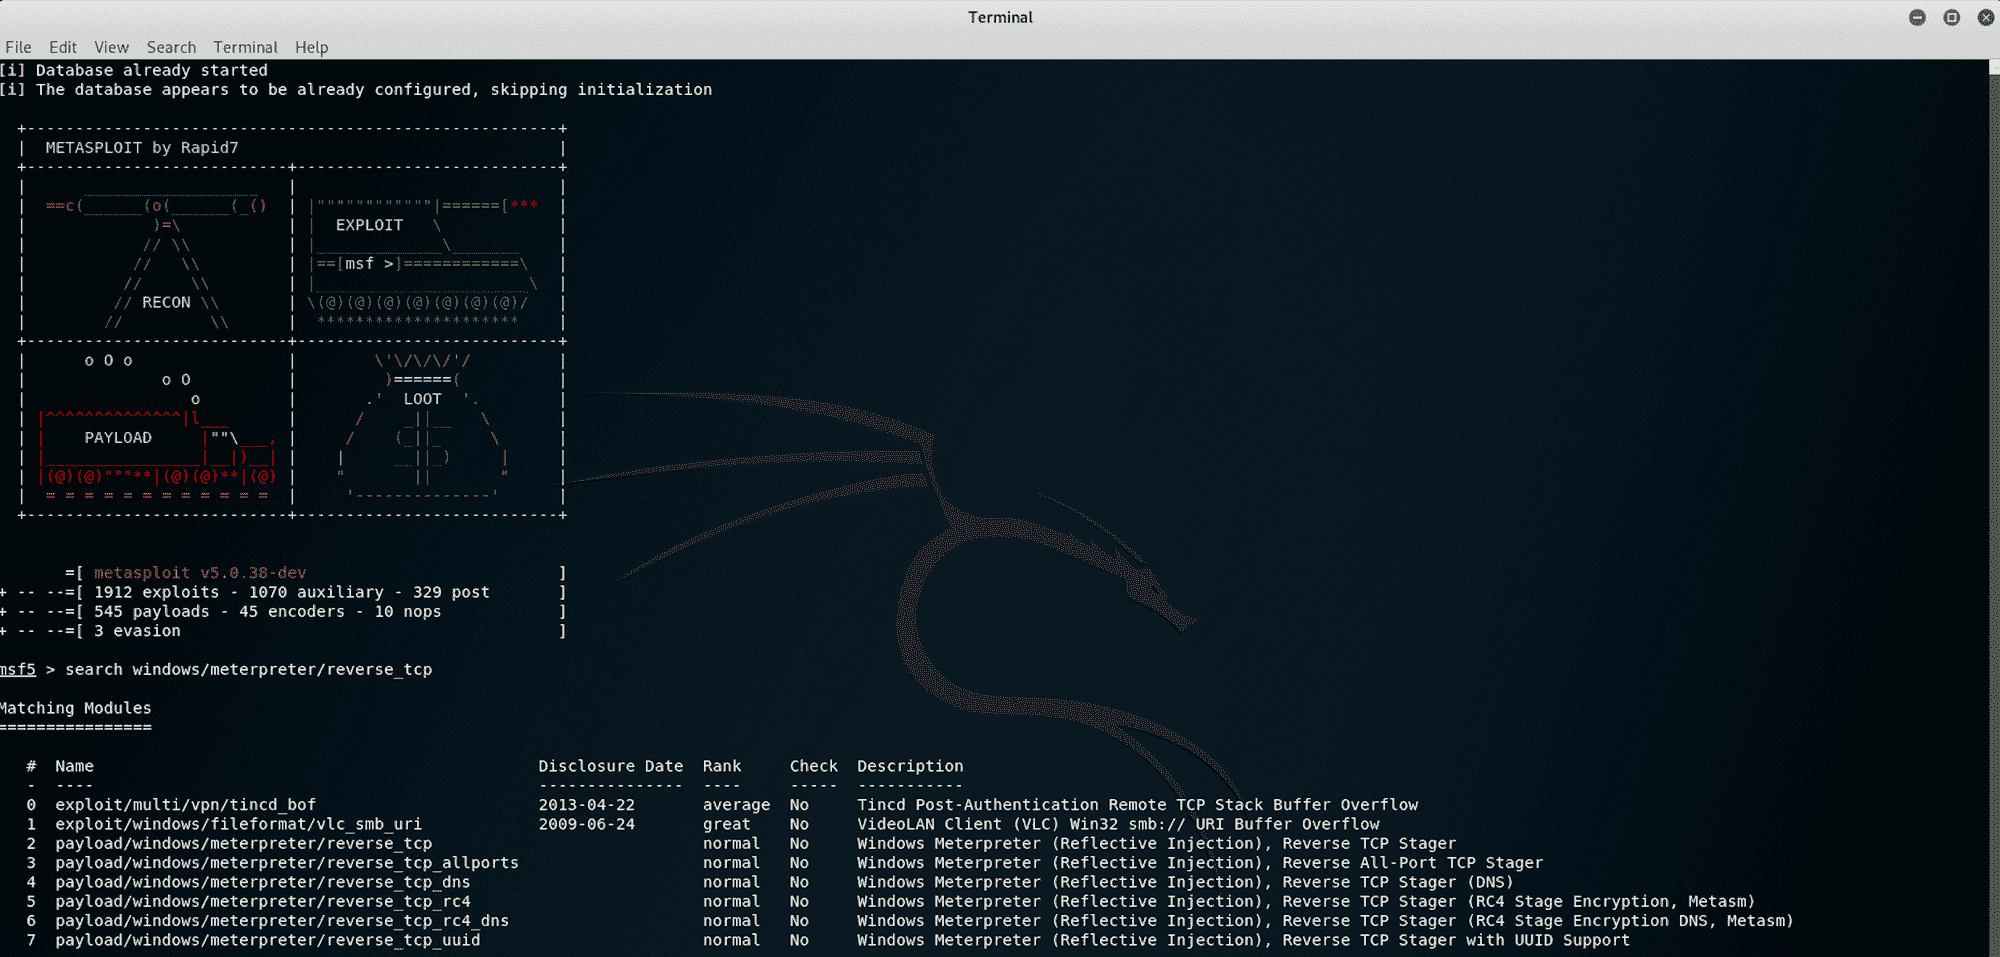 Terminal
File Edit View Search Terminal Help
[i] Database already started
[i] The database appears to be already configured, skipping initialization
METASPLOIT by Rapid7
==c(______(o(______(_() |""""""""""""|======[***
)=\ EXPLOIT \
// \\
// \\ |==[msf >]============\
// \\
// RECON \\ \(@)(@)(@)(@)(@)(@)(@)/
// \\ *********************
o O o \'\/\/\/'/
o O )======(
o .' LOOT '.
|^^^^^^^^^^^^^^|l___ / _||__ \
| PAYLOAD |""\___, / (_||_ \
|________________|__|)__| | __||_) |
|(@)(@)"""**|(@)(@)**|(@) " || "
= = = = = = = = = = = = '--------------'
=[ metasploit v5.0.38-dev ]
+ -- --=[ 1912 exploits - 1070 auxiliary - 329 post ]
+ -- --=[ 545 payloads - 45 encoders - 10 nops ]
+ -- --=[ 3 evasion ]
msf5 > search windows/meterpreter/reverse_tcp
Matching Modules
================
# Name Disclosure Date Rank Check Description
- ---- --------------- ---- ----- -----------
0 exploit/multi/vpn/tincd_bof 2013-04-22 average No Tincd Post-Authentication Remote TCP Stack Buffer Overflow
1 exploit/windows/fileformat/vlc_smb_uri 2009-06-24 great No VideoLAN Client (VLC) Win32 smb:// URI Buffer Overflow
2 payload/windows/meterpreter/reverse_tcp normal No Windows Meterpreter (Reflective Injection), Reverse TCP Stager
3 payload/windows/meterpreter/reverse_tcp_allports normal No Windows Meterpreter (Reflective Injection), Reverse All-Port TCP Stager
4 payload/windows/meterpreter/reverse_tcp_dns normal No Windows Meterpreter (Reflective Injection), Reverse TCP Stager (DNS)
5 payload/windows/meterpreter/reverse_tcp_rc4 normal No Windows Meterpreter (Reflective Injection), Reverse TCP Stager (RC4 Stage Encryption, Metasm)
6 payload/windows/meterpreter/reverse_tcp_rc4_dns normal No Windows Meterpreter (Reflective Injection), Reverse TCP Stager (RC4 Stage Encryption DNS, Metasm)
7 payload/windows/meterpreter/reverse_tcp_uuid normal No Windows Meterpreter (Reflective Injection), Reverse TCP Stager with UUID Support